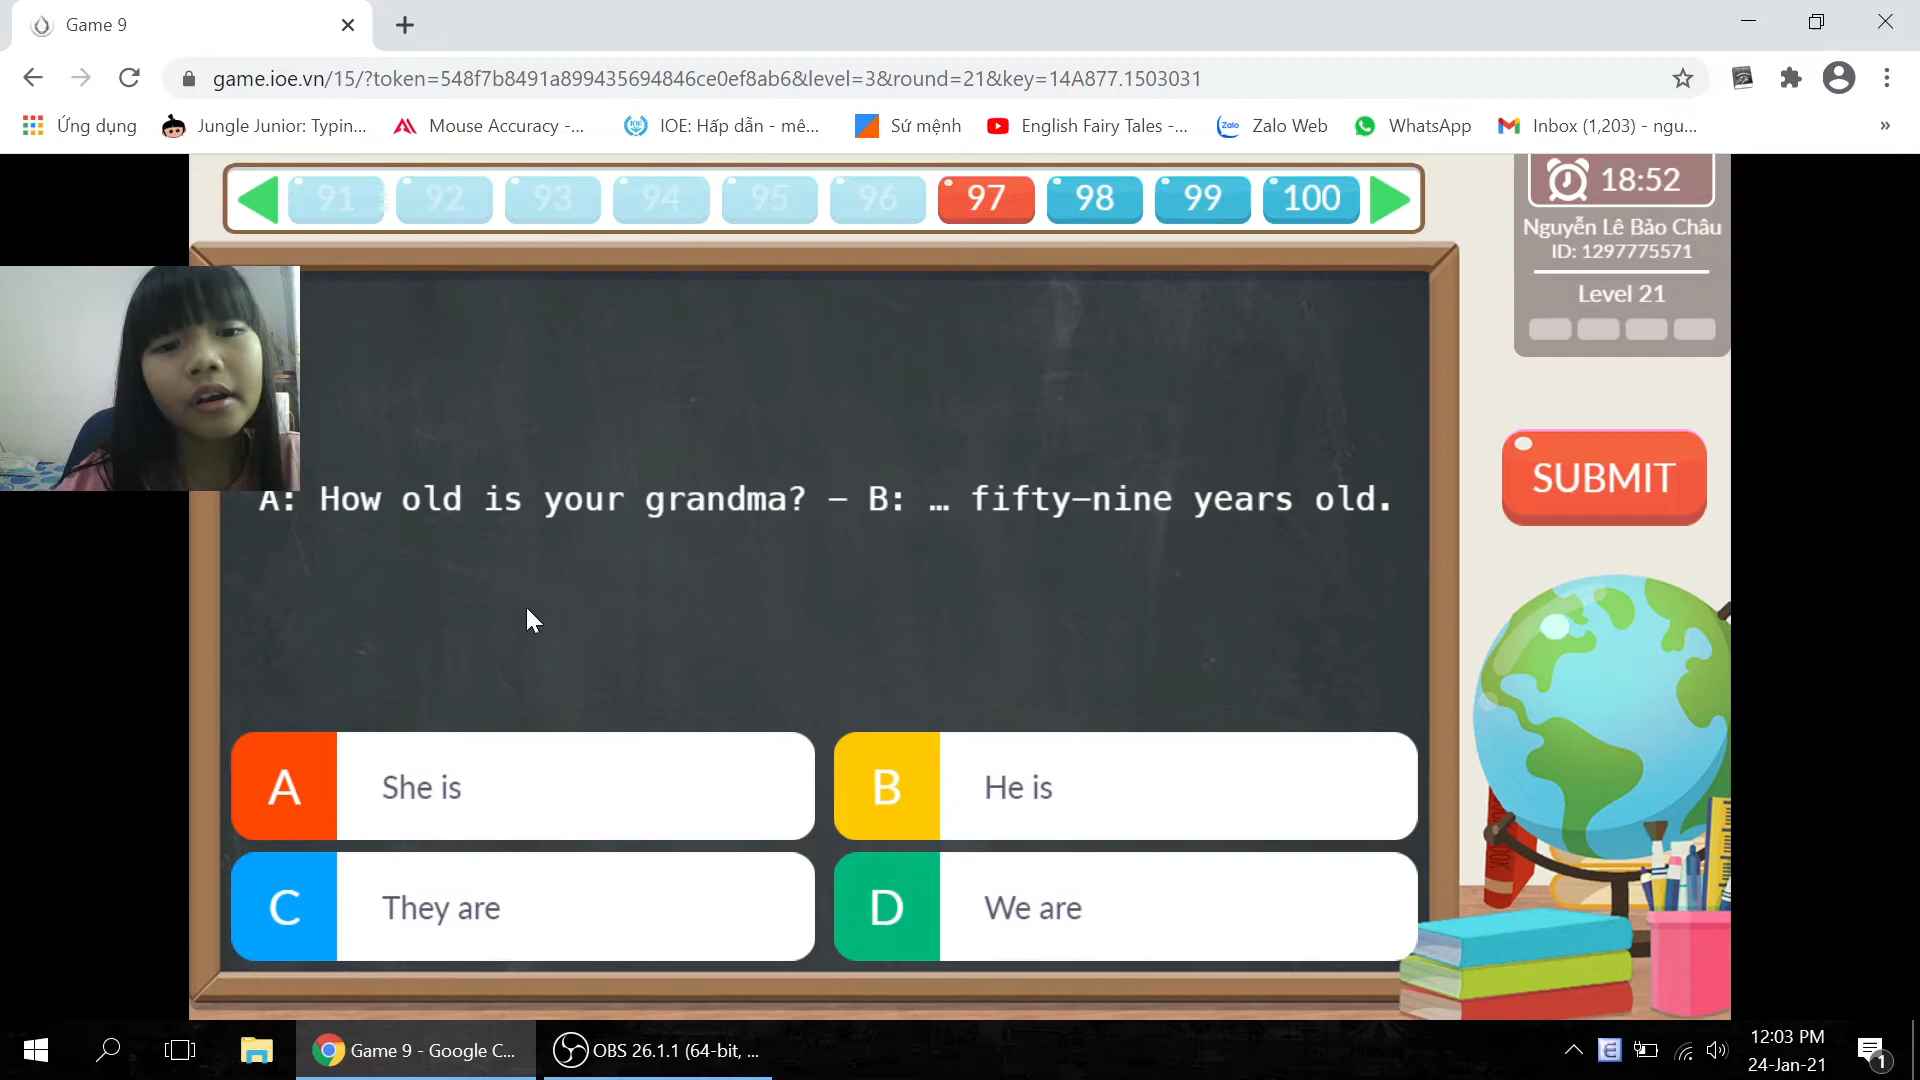 Game 9
game.ioe.vn/15/?token=548f7b8491a899435694846ce0ef8ab6&level=3&round=21&key=14A877.1503031
Ứng dụng
Jungle Junior: Typin...
Mouse Accuracy -...
IOE: Hấp dẫn - mê...
Sứ mệnh
English Fairy Tales -...
Zalo Web
WhatsApp
Inbox (1,203) - ngu...
»
91 92 93 94 95 96 97 98 99 100
18:52
Nguyễn Lê Bảo Châu
ID: 1297775571
Level 21
SUBMIT
A: How old is your grandma? – B: … fifty-nine years old.
A She is
B He is
C They are
D We are
Game 9 - Google C...
OBS 26.1.1 (64-bit, ...
12:03 PM
24-Jan-21
1